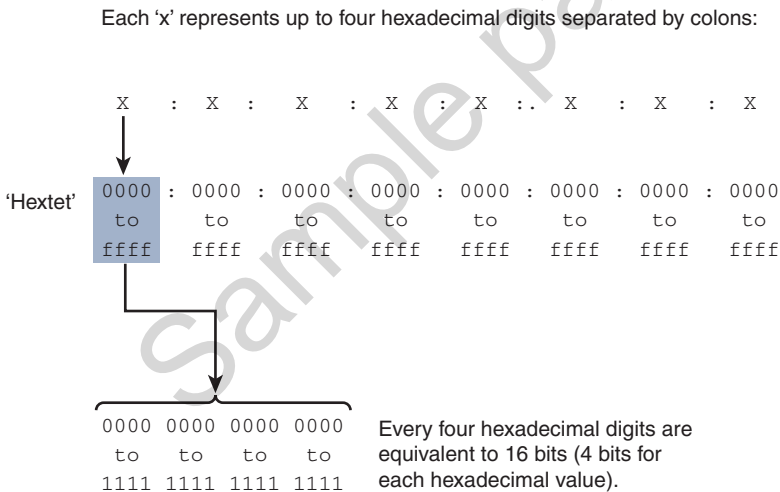 Each ‘x’ represents up to four hexadecimal digits separated by colons:
X : X : X : X : X :. X : X : X
‘Hextet’
0000 : 0000 : 0000 : 0000 : 0000 : 0000 : 0000 : 0000
to to to to to to to to
ffff ffff ffff ffff ffff ffff ffff ffff
0000 0000 0000 0000
to to to to
1111 1111 1111 1111
Every four hexadecimal digits are
equivalent to 16 bits (4 bits for
each hexadecimal value).
Sample pa